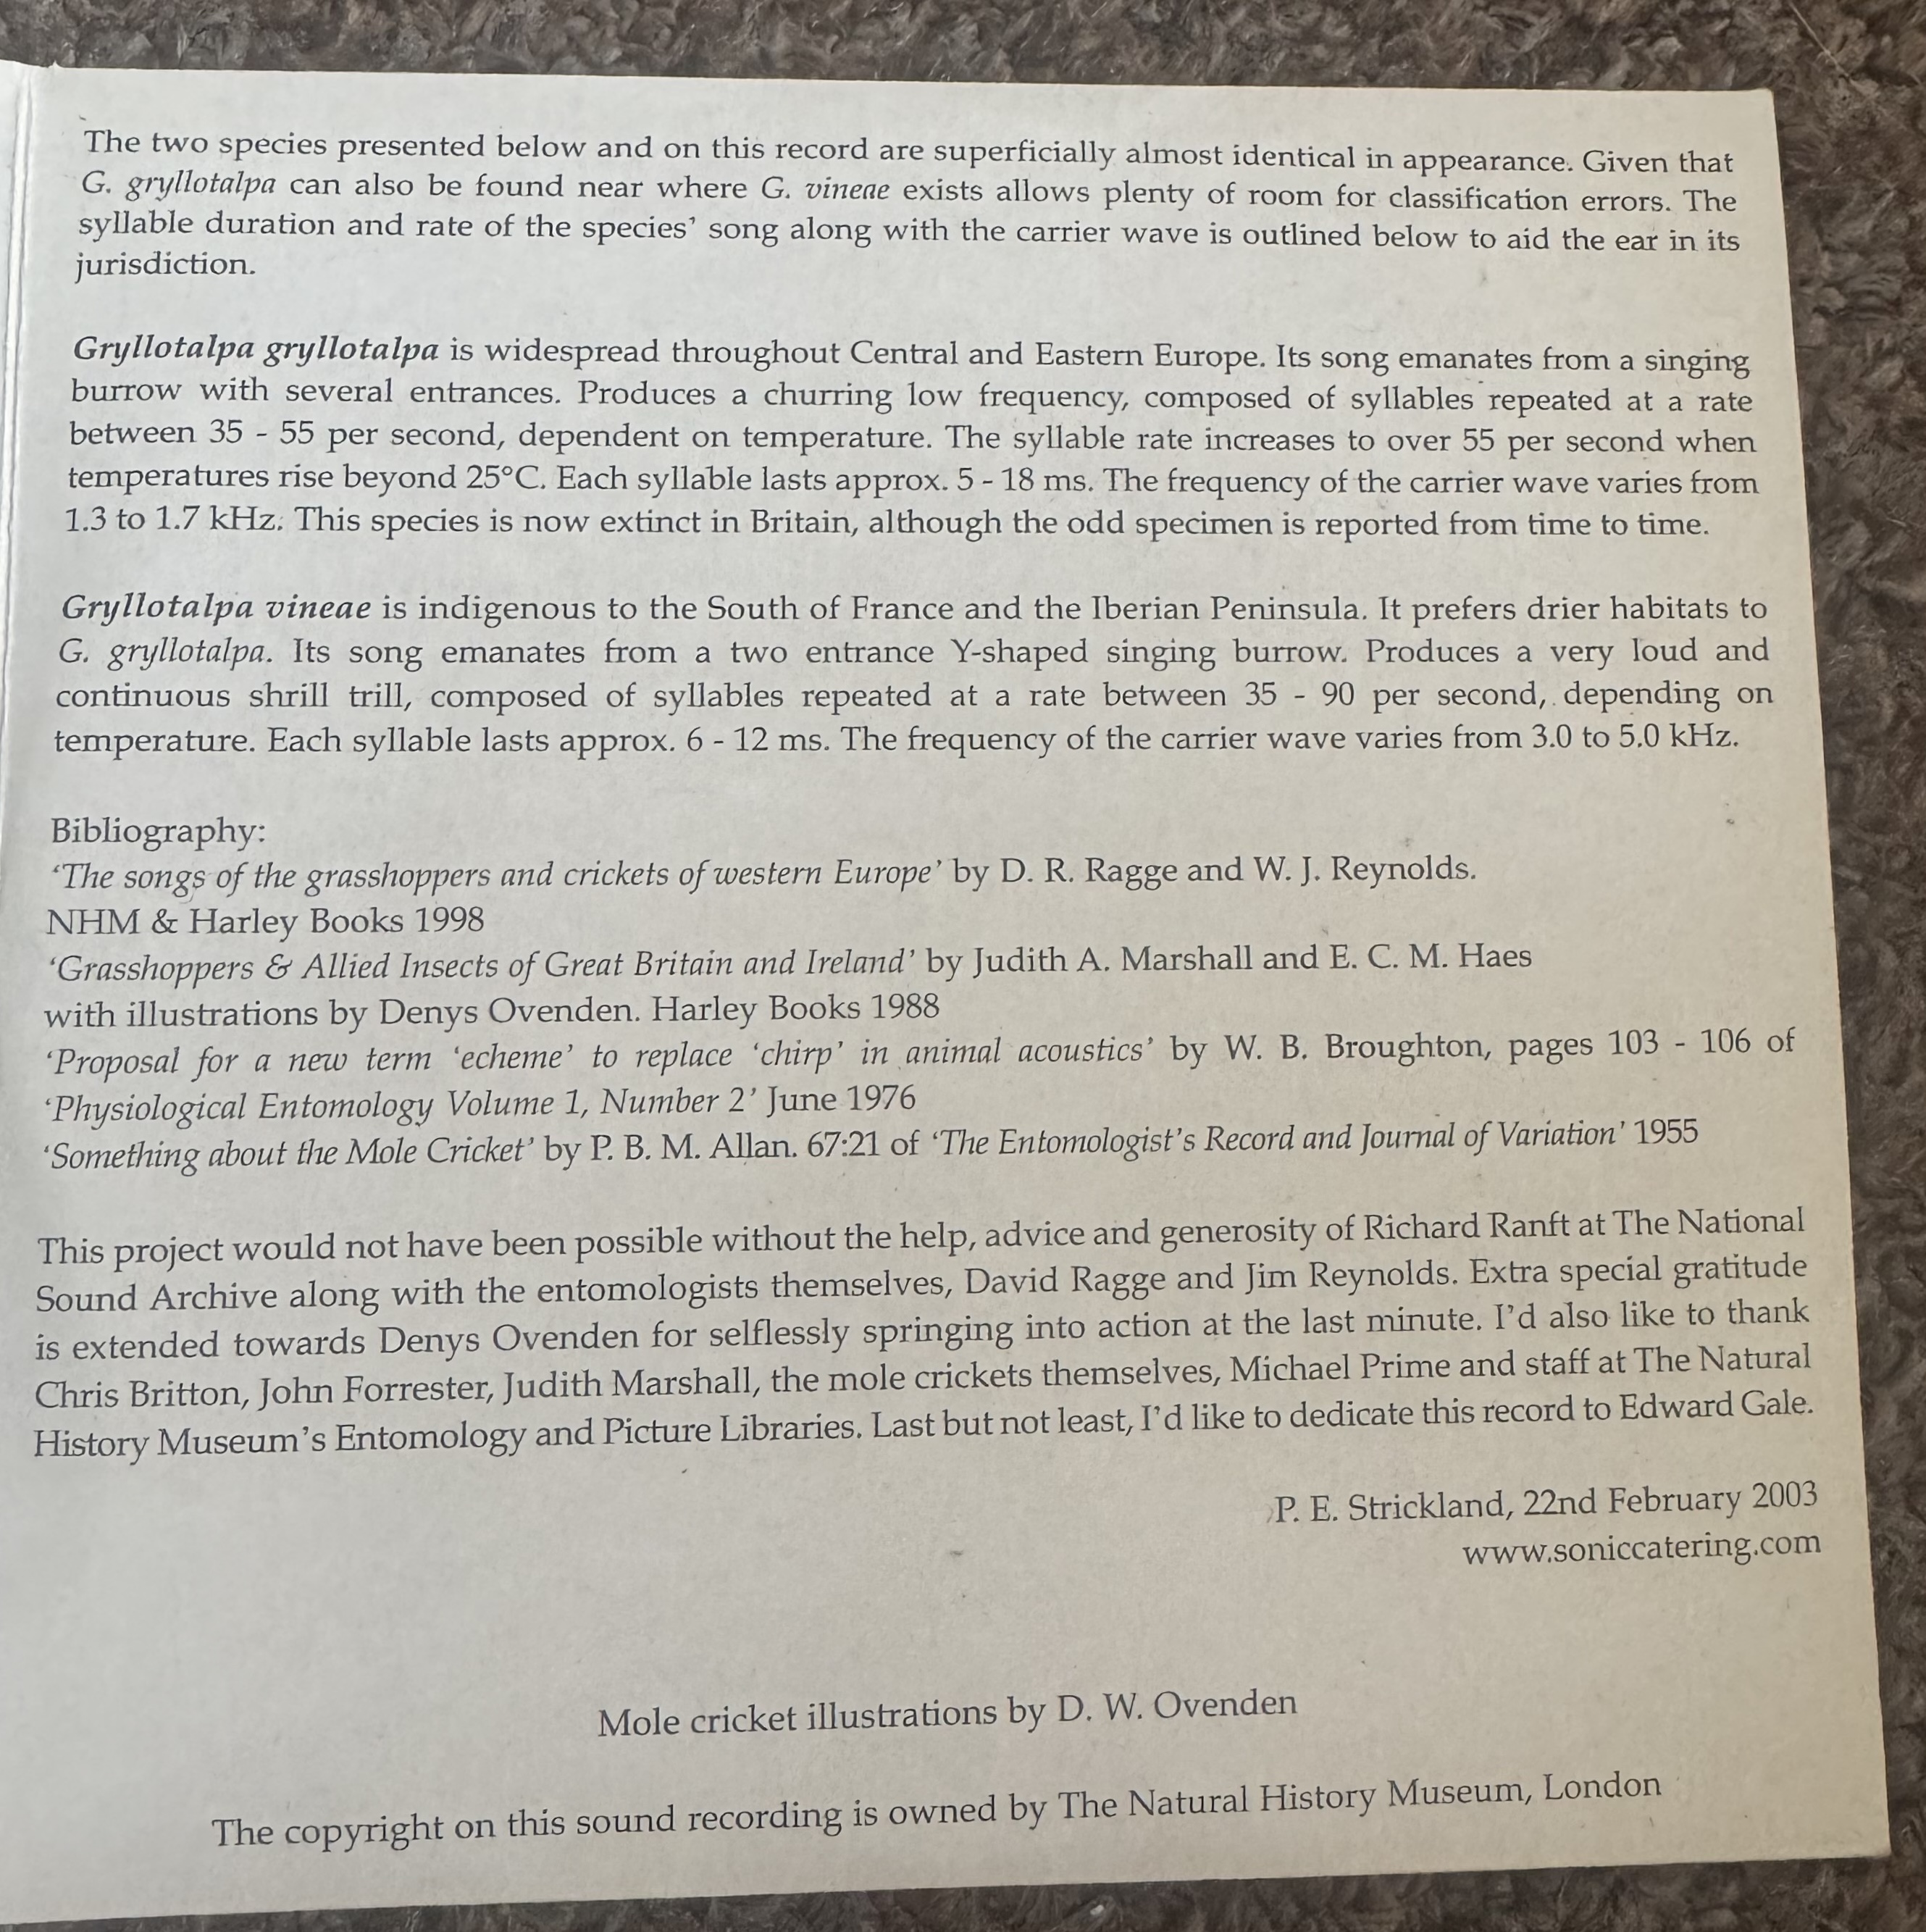 The two species presented below and on this record are superficially almost identical in appearance. Given that
G. gryllotalpa can also be found near where G. vineae exists allows plenty of room for classification errors. The
syllable duration and rate of the species’ song along with the carrier wave is outlined below to aid the ear in its
jurisdiction.
Gryllotalpa gryllotalpa is widespread throughout Central and Eastern Europe. Its song emanates from a singing
burrow with several entrances. Produces a churring low frequency, composed of syllables repeated at a rate
between 35 - 55 per second, dependent on temperature. The syllable rate increases to over 55 per second when
temperatures rise beyond 25°C. Each syllable lasts approx. 5 - 18 ms. The frequency of the carrier wave varies from
1.3 to 1.7 kHz. This species is now extinct in Britain, although the odd specimen is reported from time to time.
Gryllotalpa vineae is indigenous to the South of France and the Iberian Peninsula. It prefers drier habitats to
G. gryllotalpa. Its song emanates from a two entrance Y-shaped singing burrow. Produces a very loud and
continuous shrill trill, composed of syllables repeated at a rate between 35 - 90 per second, depending on
temperature. Each syllable lasts approx. 6 - 12 ms. The frequency of the carrier wave varies from 3.0 to 5.0 kHz.
Bibliography:
‘The songs of the grasshoppers and crickets of western Europe’ by D. R. Ragge and W. J. Reynolds.
NHM & Harley Books 1998
‘Grasshoppers & Allied Insects of Great Britain and Ireland’ by Judith A. Marshall and E. C. M. Haes
with illustrations by Denys Ovenden. Harley Books 1988
‘Proposal for a new term ‘echeme’ to replace ‘chirp’ in animal acoustics’ by W. B. Broughton, pages 103 - 106 of
‘Physiological Entomology Volume 1, Number 2’ June 1976
‘Something about the Mole Cricket’ by P. B. M. Allan. 67:21 of ‘The Entomologist’s Record and Journal of Variation’ 1955
This project would not have been possible without the help, advice and generosity of Richard Ranft at The National
Sound Archive along with the entomologists themselves, David Ragge and Jim Reynolds. Extra special gratitude
is extended towards Denys Ovenden for selflessly springing into action at the last minute. I’d also like to thank
Chris Britton, John Forrester, Judith Marshall, the mole crickets themselves, Michael Prime and staff at The Natural
History Museum’s Entomology and Picture Libraries. Last but not least, I’d like to dedicate this record to Edward Gale.
P. E. Strickland, 22nd February 2003
www.soniccatering.com
Mole cricket illustrations by D. W. Ovenden
The copyright on this sound recording is owned by The Natural History Museum, London